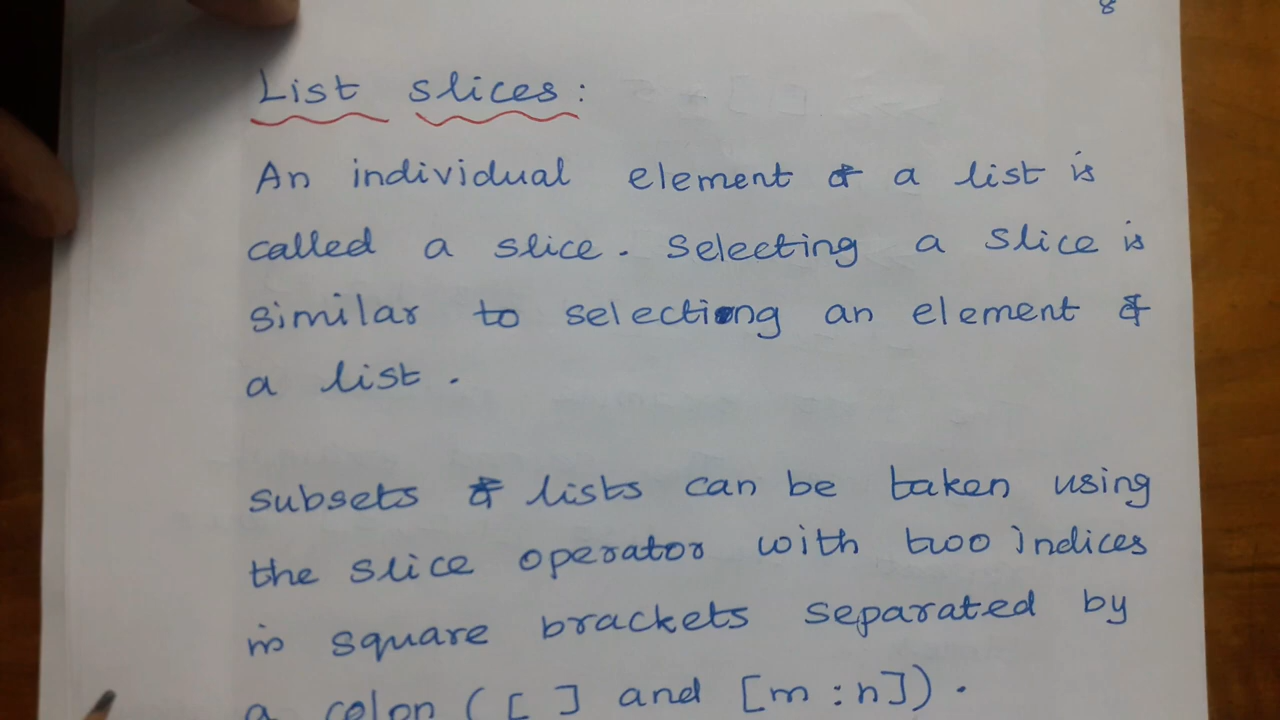 8
List slices:
An individual element of a list is
called a slice. Selecting a slice is
similar to selecting an element of
a list.
subsets of lists can be taken using
the slice operator with two indices
in square brackets separated by
a colon ([ ] and [m :n]).